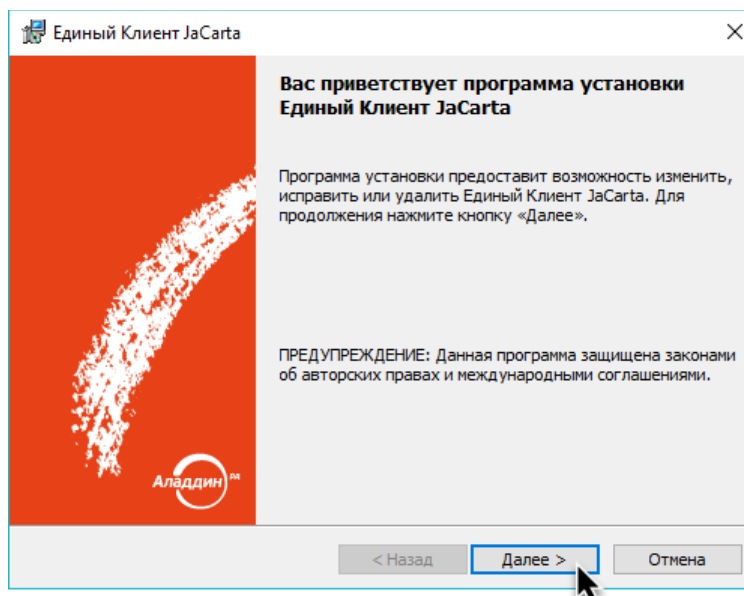 Единый Клиент JaCarta
Вас приветствует программа установки
Единый Клиент JaCarta
Программа установки предоставит возможность изменить,
исправить или удалить Единый Клиент JaCarta. Для
продолжения нажмите кнопку «Далее».
ПРЕДУПРЕЖДЕНИЕ: Данная программа защищена законами
об авторских правах и международными соглашениями.
Аладдин РД
< Назад
Далее >
Отмена